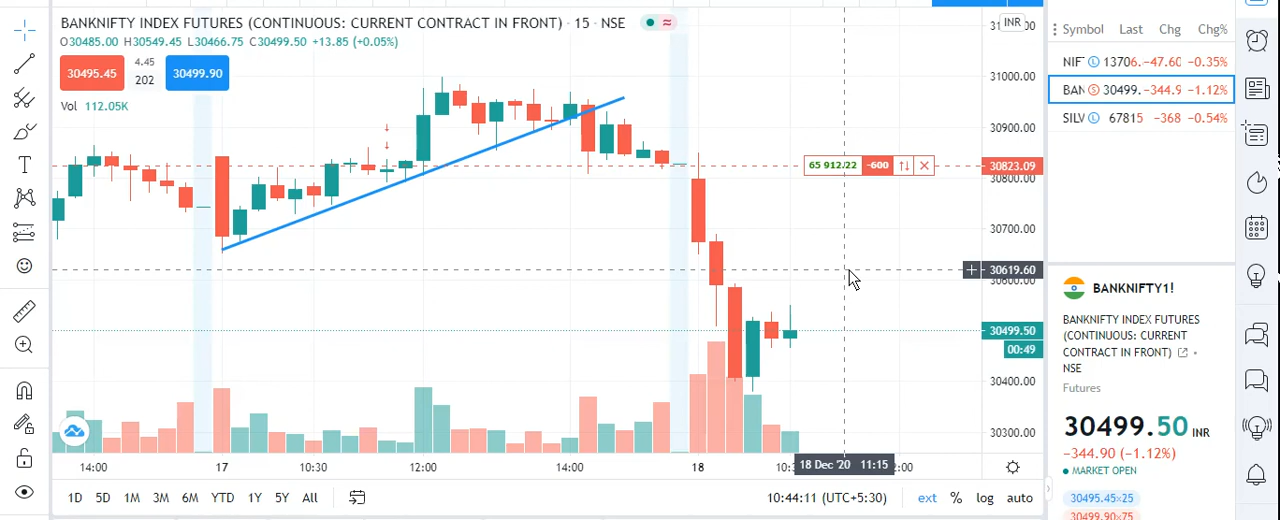 BANKNIFTY INDEX FUTURES (CONTINUOUS: CURRENT CONTRACT IN FRONT) · 15 · NSE
O30485.00 H30549.45 L30466.75 C30499.50 +13.85 (+0.05%)
30495.45
4.45
202
30499.90
Vol 112.05K
INR
31000.00
30900.00
65 912.22 -600
30823.09
30800.00
30700.00
30619.60
30600.00
30499.50
00:49
30400.00
30300.00
14:00 17 10:30 12:00 14:00 18
18 Dec '20 11:15
1D 5D 1M 3M 6M YTD 1Y 5Y All
10:44:11 (UTC+5:30)
ext % log auto
Symbol Last Chg Chg%
NIF L 13706. −47.60 −0.35%
BAN S 30499. −344.9 −1.12%
SILV L 67815 −368 −0.54%
BANKNIFTY1!
BANKNIFTY INDEX FUTURES
(CONTINUOUS: CURRENT
CONTRACT IN FRONT) •
NSE
Futures
30499.50 INR
−344.90 (−1.12%)
MARKET OPEN
30495.45×25
30499.90×75